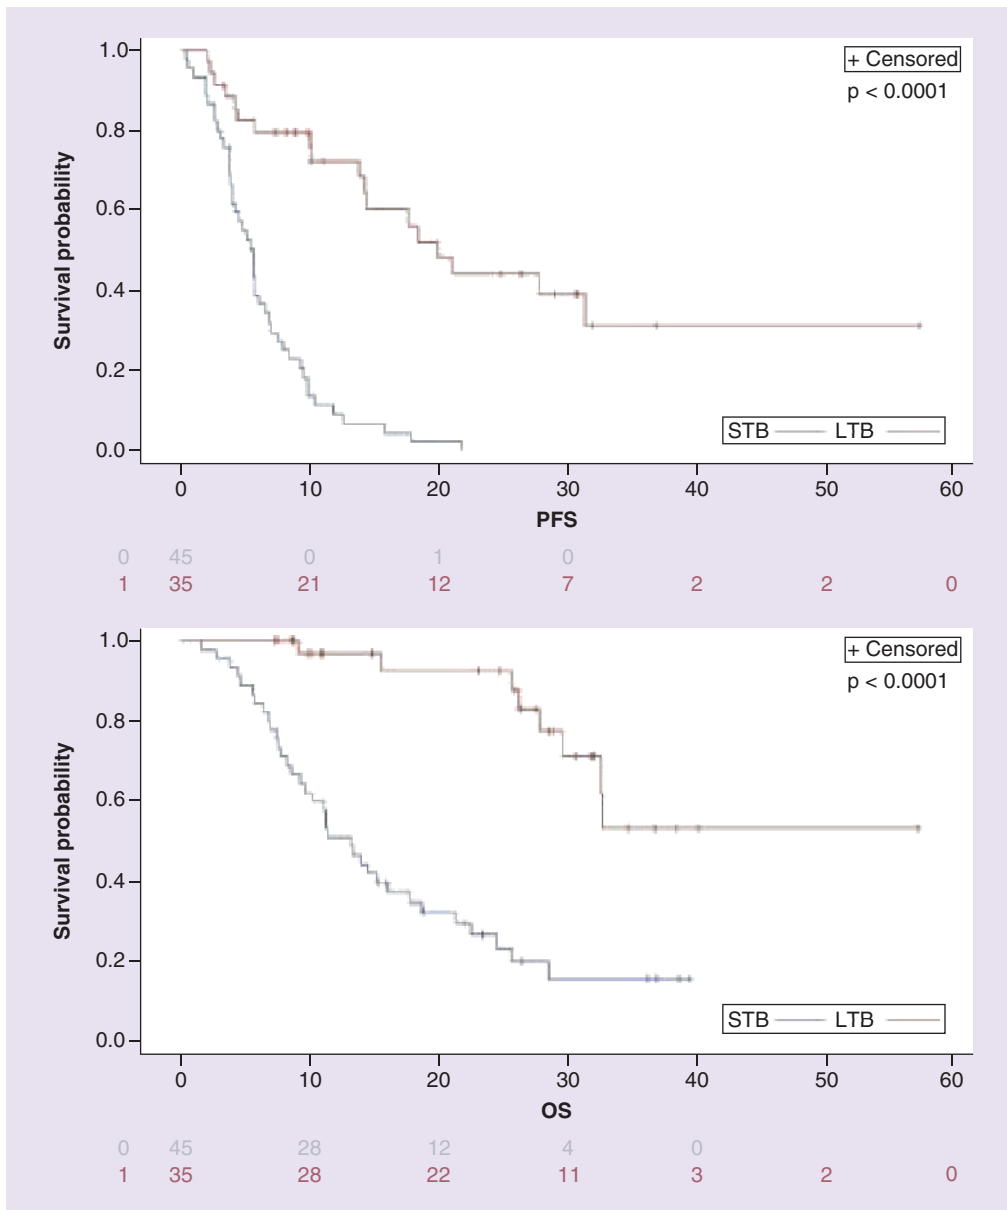 1.0
0.8
0.6
0.4
0.2
0.0
Survival probability
+ Censored
p < 0.0001
STB LTB
0 10 20 30 40 50 60
PFS
0 45 0 1 0
1 35 21 12 7 2 2 0
1.0
0.8
0.6
0.4
0.2
0.0
Survival probability
+ Censored
p < 0.0001
STB LTB
0 10 20 30 40 50 60
OS
0 45 28 12 4 0
1 35 28 22 11 3 2 0